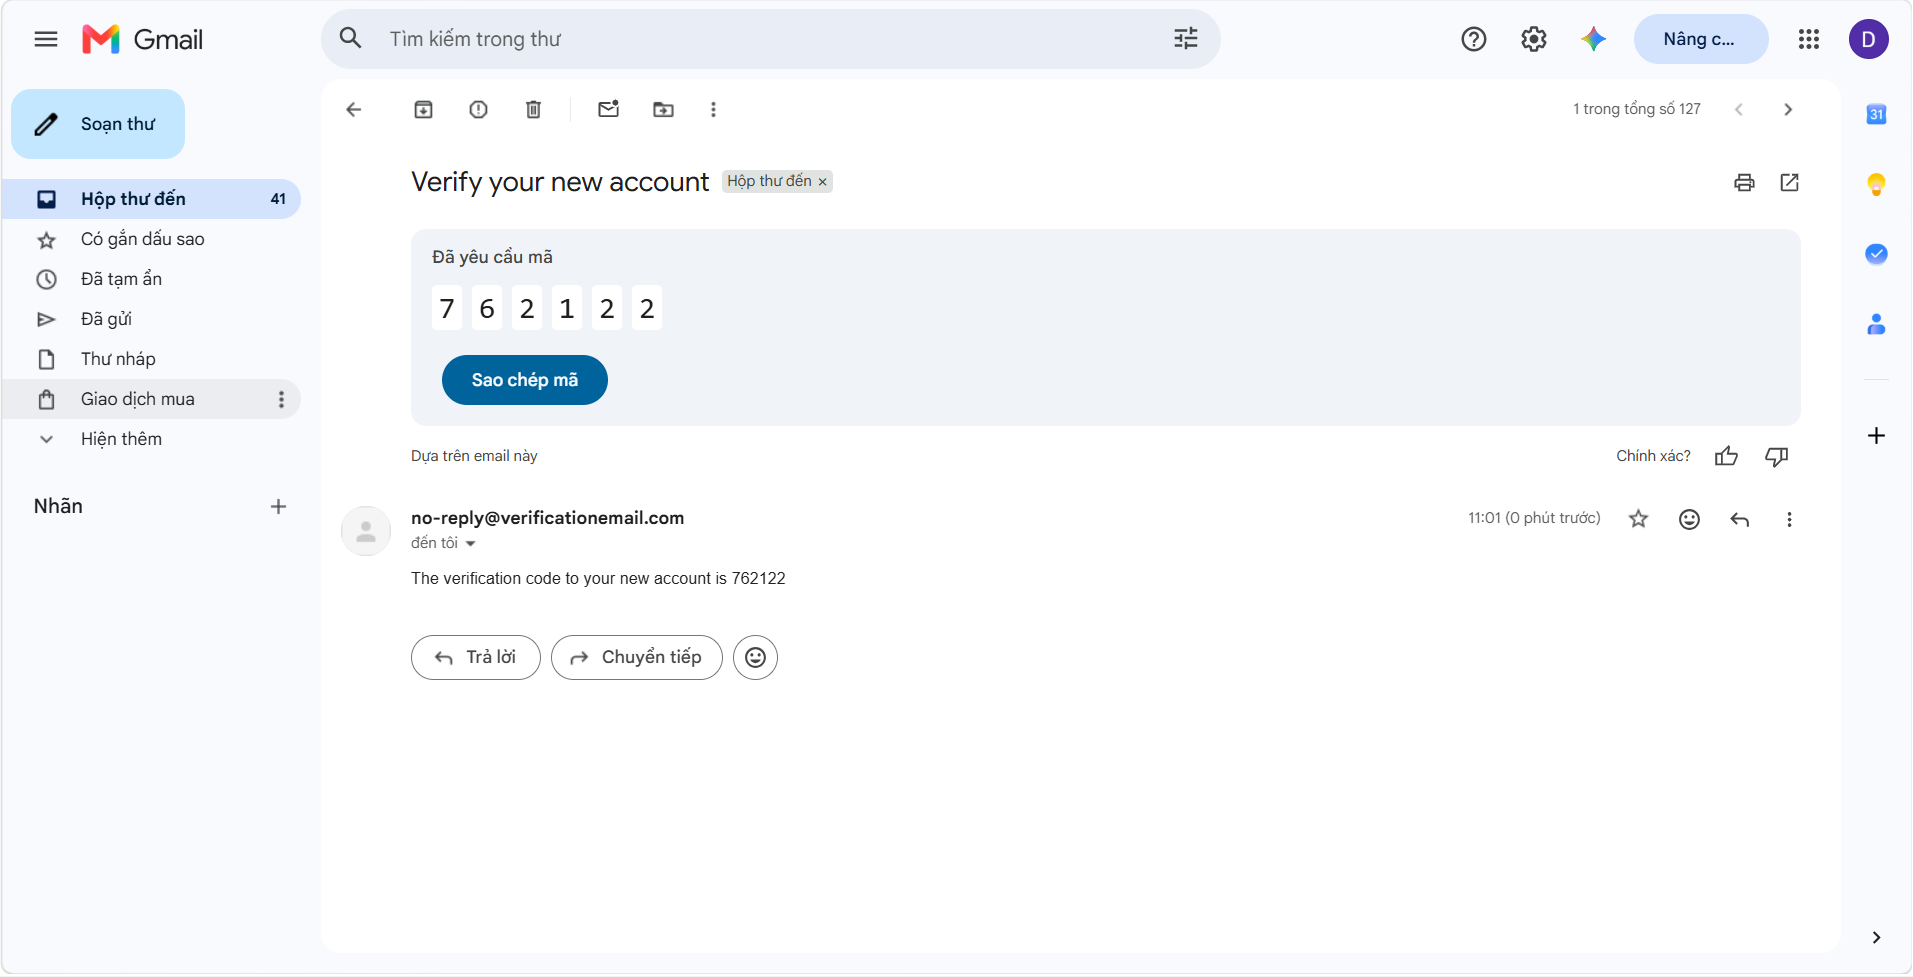 Gmail
Tìm kiếm trong thư
Nâng c...
D
Soạn thư
1 trong tổng số 127
31
Hộp thư đến 41
Có gắn dấu sao
Đã tạm ẩn
Đã gửi
Thư nháp
Giao dịch mua
Hiện thêm
Nhãn
Verify your new account Hộp thư đến ×
Đã yêu cầu mã
7 6 2 1 2 2
Sao chép mã
Dựa trên email này
Chính xác?
no-reply@verificationemail.com
11:01 (0 phút trước)
đến tôi
The verification code to your new account is 762122
Trả lời
Chuyển tiếp